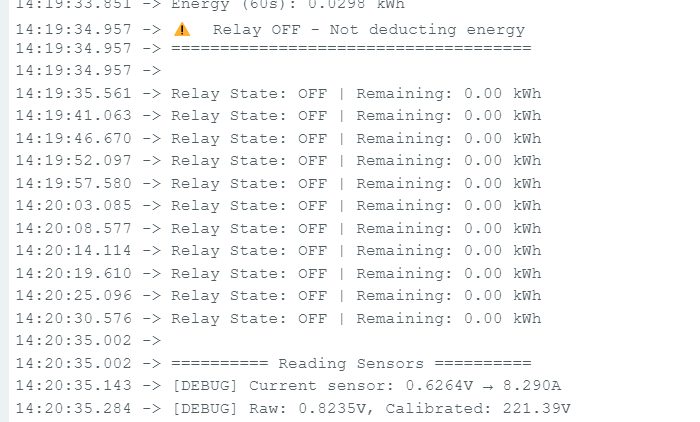 14:19:33.851 -> Energy (60s): 0.0298 kWh
14:19:34.957 -> ⚠ Relay OFF - Not deducting energy
14:19:34.957 -> =====================================
14:19:34.957 ->
14:19:35.561 -> Relay State: OFF | Remaining: 0.00 kWh
14:19:41.063 -> Relay State: OFF | Remaining: 0.00 kWh
14:19:46.670 -> Relay State: OFF | Remaining: 0.00 kWh
14:19:52.097 -> Relay State: OFF | Remaining: 0.00 kWh
14:19:57.580 -> Relay State: OFF | Remaining: 0.00 kWh
14:20:03.085 -> Relay State: OFF | Remaining: 0.00 kWh
14:20:08.577 -> Relay State: OFF | Remaining: 0.00 kWh
14:20:14.114 -> Relay State: OFF | Remaining: 0.00 kWh
14:20:19.610 -> Relay State: OFF | Remaining: 0.00 kWh
14:20:25.096 -> Relay State: OFF | Remaining: 0.00 kWh
14:20:30.576 -> Relay State: OFF | Remaining: 0.00 kWh
14:20:35.002 ->
14:20:35.002 -> ========== Reading Sensors ==========
14:20:35.143 -> [DEBUG] Current sensor: 0.6264V → 8.290A
14:20:35.284 -> [DEBUG] Raw: 0.8235V, Calibrated: 221.39V